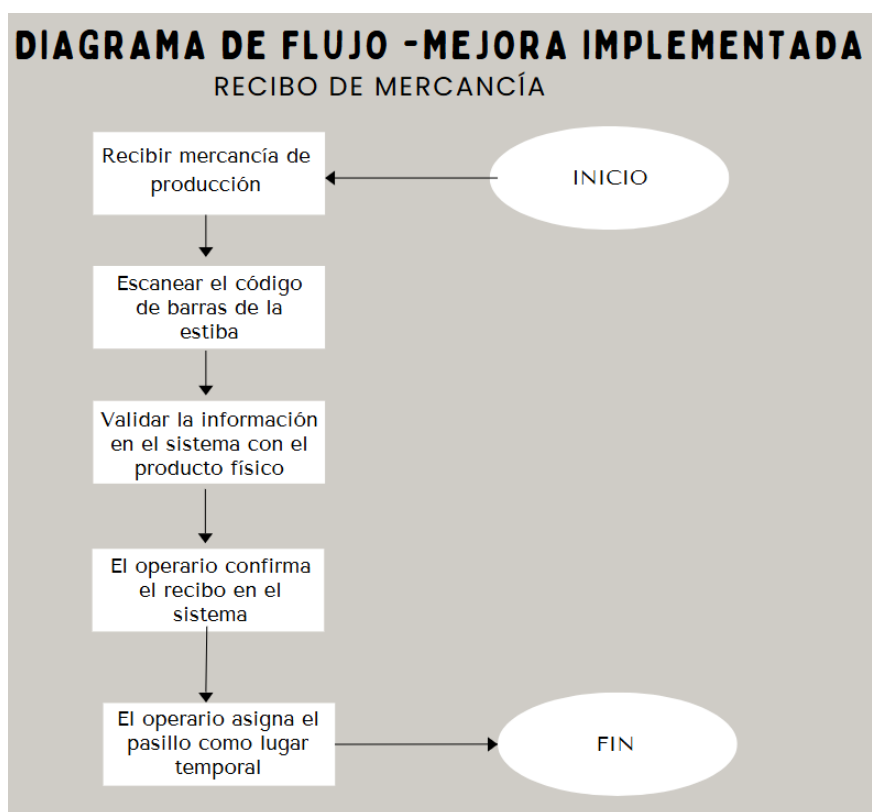 DIAGRAMA DE FLUJO -MEJORA IMPLEMENTADA
RECIBO DE MERCANCÍA
INICIO
Recibir mercancía de
producción
Escanear el código
de barras de la
estiba
Validar la información
en el sistema con el
producto físico
El operario confirma
el recibo en el
sistema
El operario asigna el
pasillo como lugar
temporal
FIN